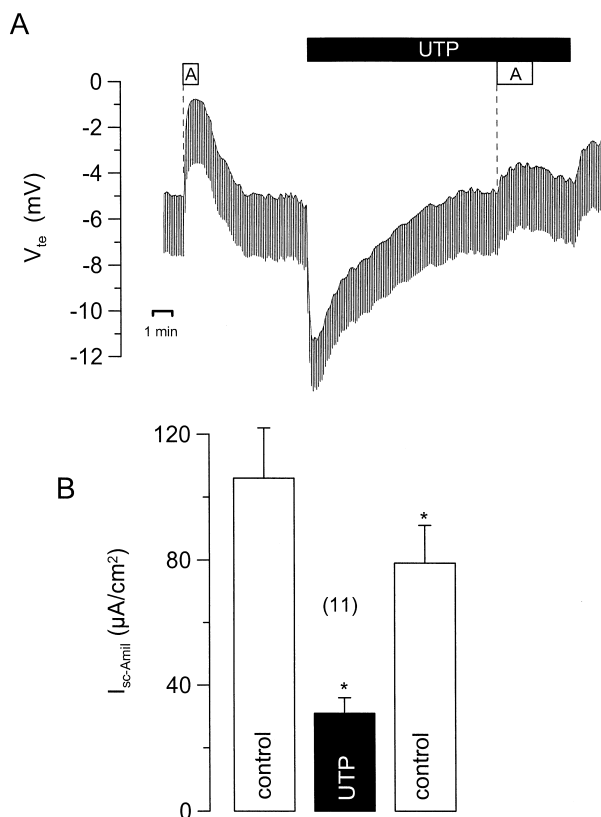 A
UTP
A
A
0
-2
-4
-6
-8
-10
-12
Vte (mV)
1 min
B
120
80
40
0
Isc-Amil (µA/cm²)
(11)
*
*
control
UTP
control